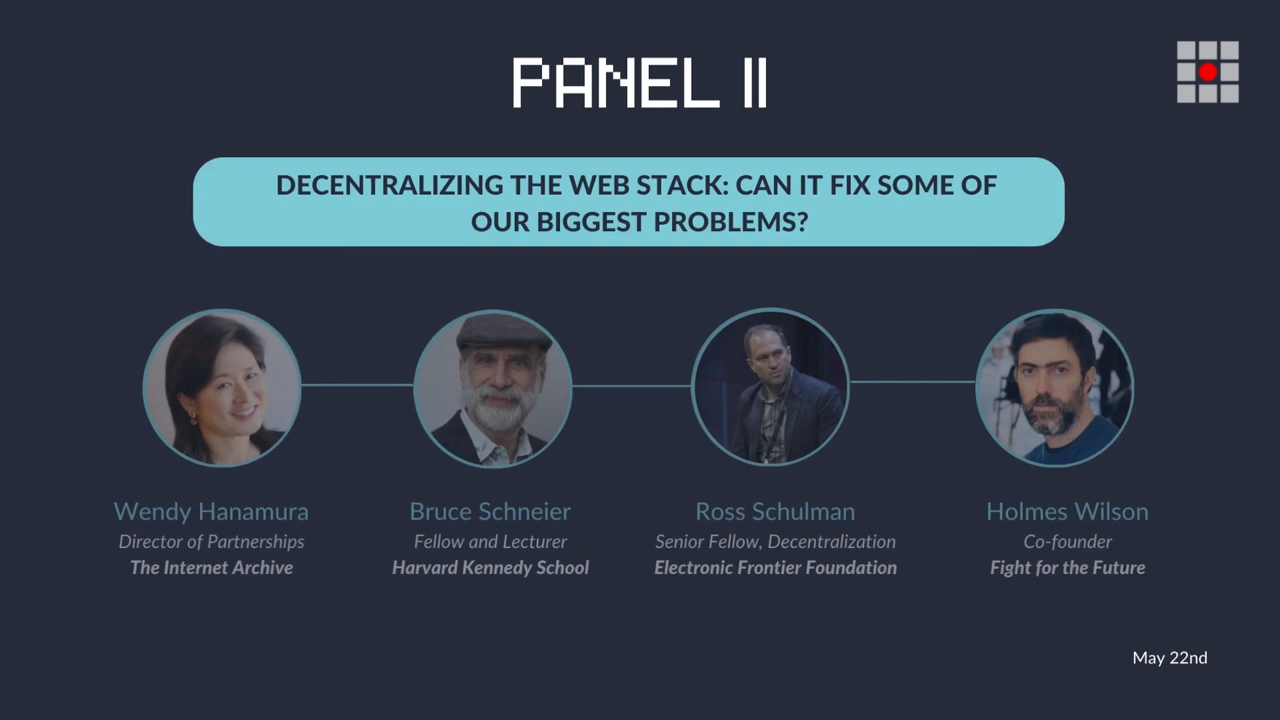 PANEL II
DECENTRALIZING THE WEB STACK: CAN IT FIX SOME OF
OUR BIGGEST PROBLEMS?
Wendy Hanamura
Director of Partnerships
The Internet Archive
Bruce Schneier
Fellow and Lecturer
Harvard Kennedy School
Ross Schulman
Senior Fellow, Decentralization
Electronic Frontier Foundation
Holmes Wilson
Co-founder
Fight for the Future
May 22nd